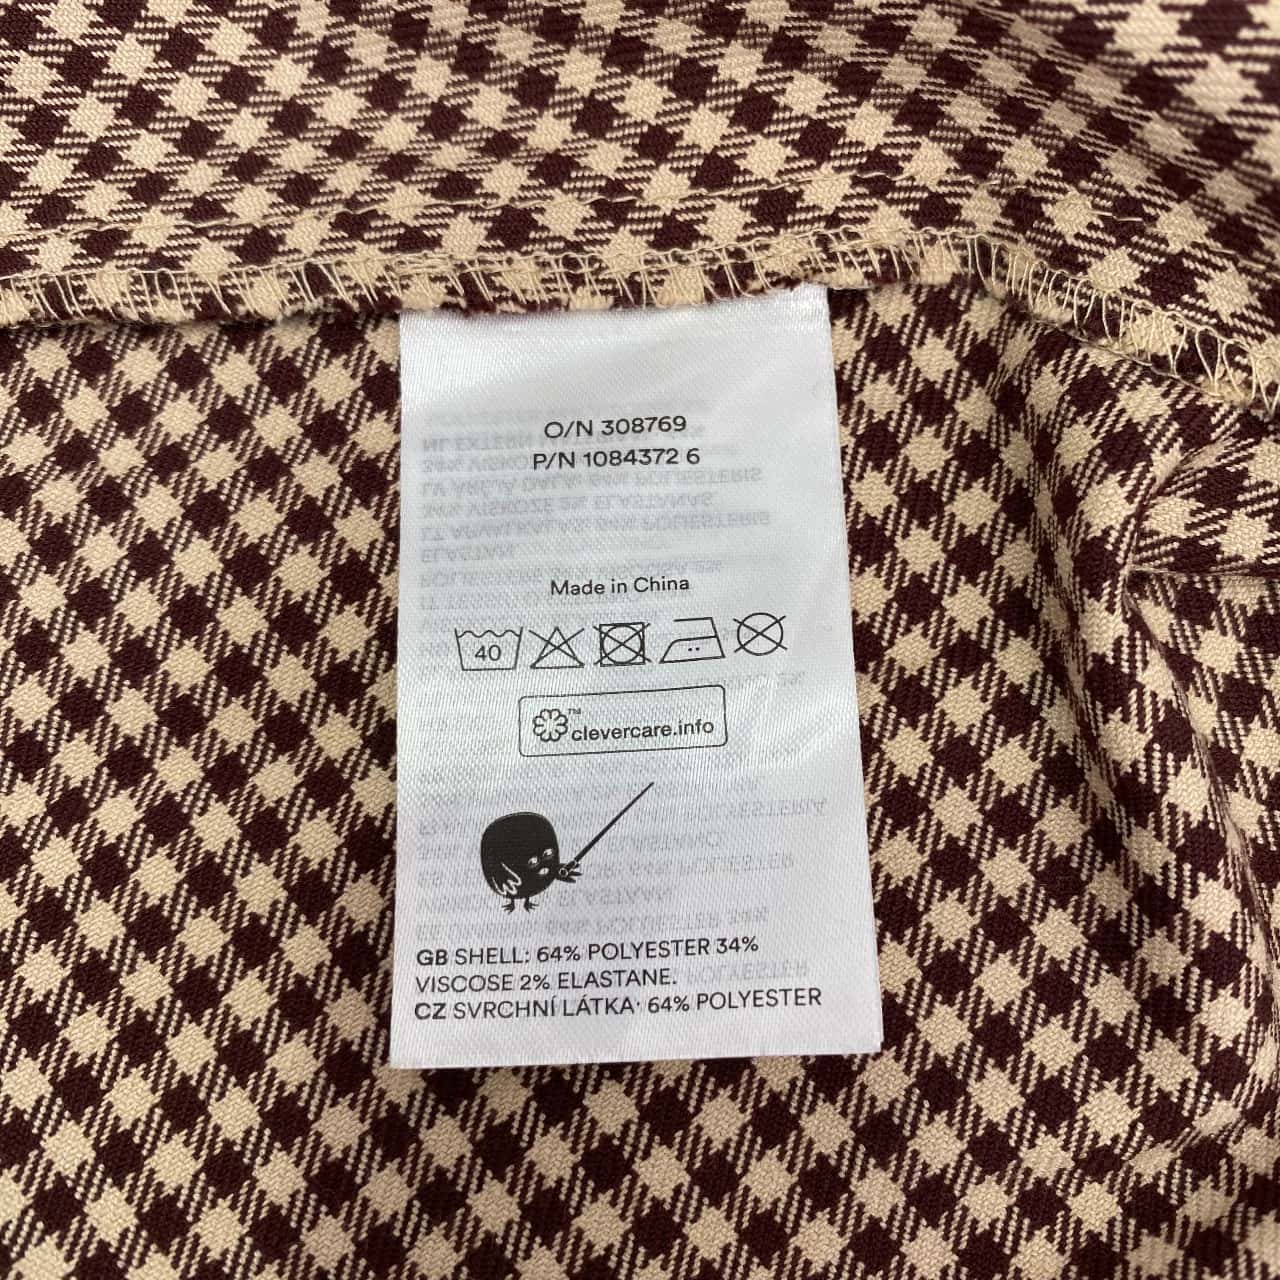 O/N 308769
P/N 1084372 6
Made in China
40
™
clevercare.info
GB SHELL: 64% POLYESTER 34%
VISCOSE 2% ELASTANE.
CZ SVRCHNÍ LÁTKA: 64% POLYESTER